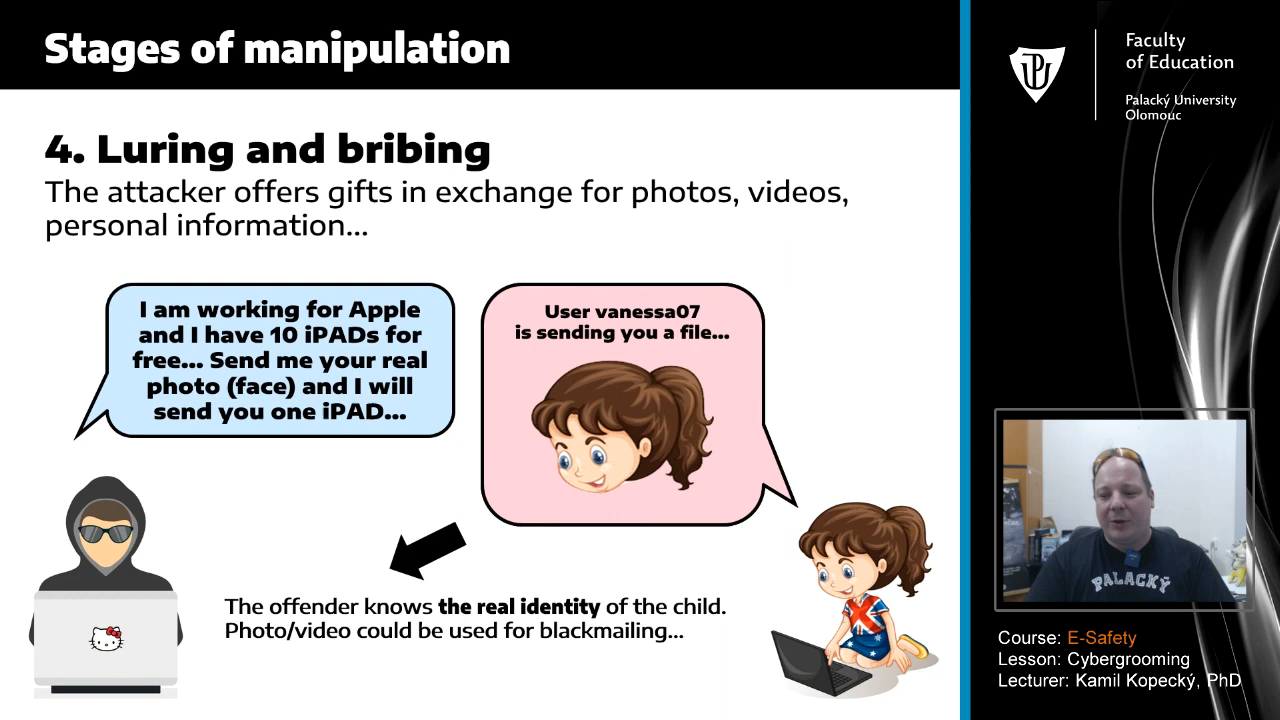 Stages of manipulation
4. Luring and bribing
The attacker offers gifts in exchange for photos, videos,
personal information...
I am working for Apple
and I have 10 iPADs for
free... Send me your real
photo (face) and I will
send you one iPAD...
User vanessa07
is sending you a file...
The offender knows the real identity of the child.
Photo/video could be used for blackmailing...
Faculty
of Education
Palacký University
Olomouc
PALACKÝ
Course: E-Safety
Lesson: Cybergrooming
Lecturer: Kamil Kopecký, PhD